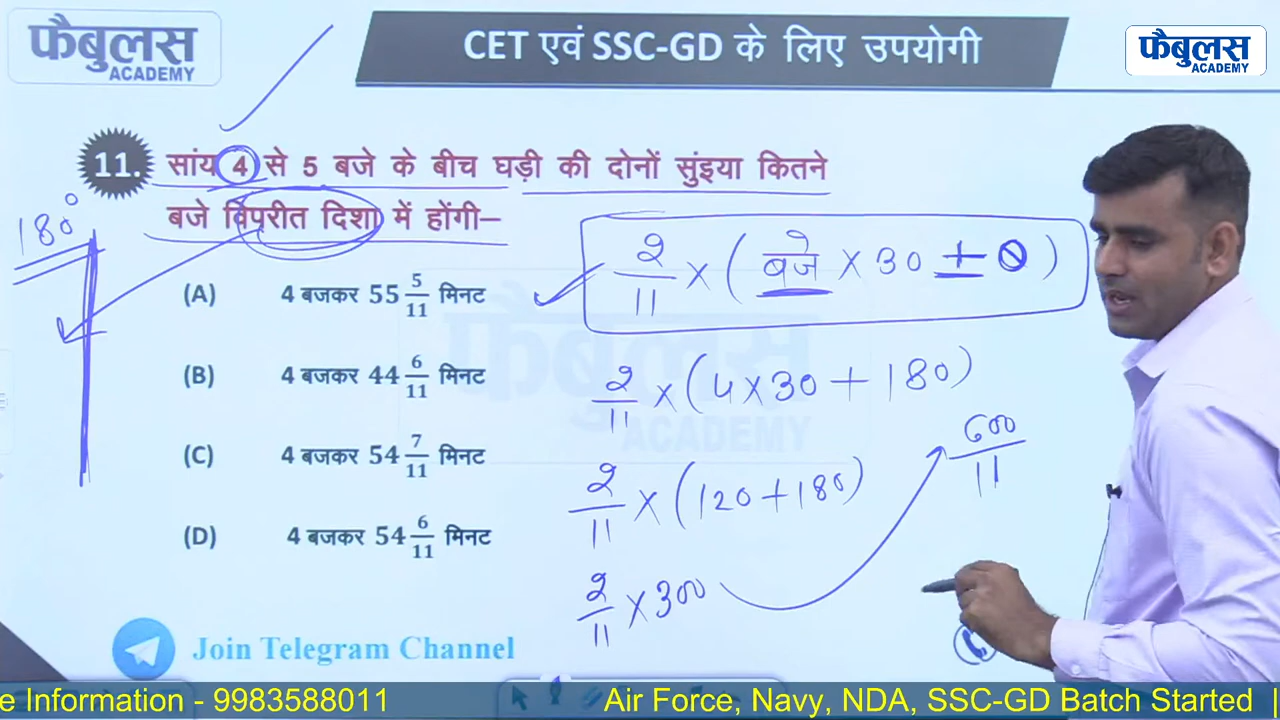 फैबुलस
ACADEMY
CET एवं SSC-GD के लिए उपयोगी
फैबुलस
ACADEMY
11. सांय 4 से 5 बजे के बीच घड़ी की दोनों सुंइया कितने
बजे विपरीत दिशा में होंगी–
180°
2/11 × ( बजे × 30 ± θ )
(A) 4 बजकर 55 5/11 मिनट
(B) 4 बजकर 44 6/11 मिनट
(C) 4 बजकर 54 7/11 मिनट
(D) 4 बजकर 54 6/11 मिनट
2/11 × (4 × 30 + 180)
2/11 × (120 + 180)
2/11 × 300
600/11
फैबुलस
ACADEMY
Join Telegram Channel
e Information - 9983588011
Air Force, Navy, NDA, SSC-GD Batch Started |